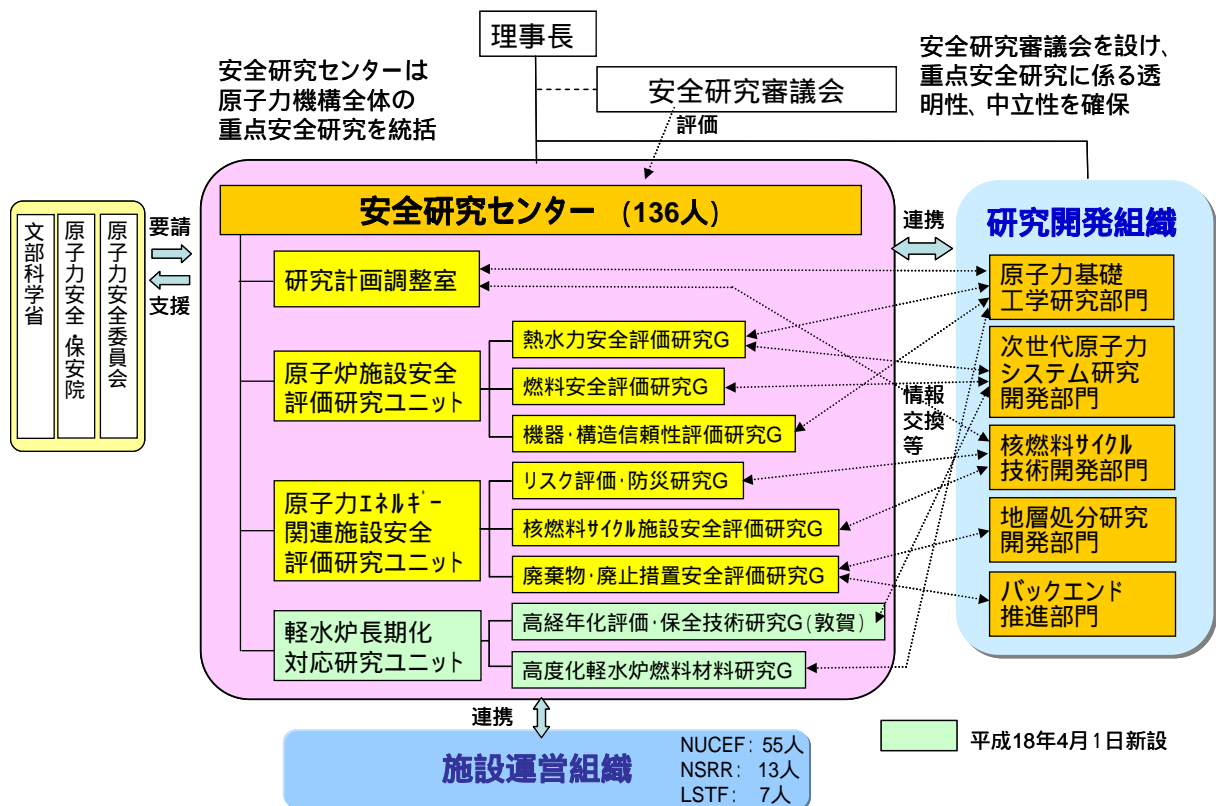 理事長
安全研究センターは
原子力機構全体の
重点安全研究を統括
安全研究審議会
評価
安全研究審議会を設け、
重点安全研究に係る透
明性、中立性を確保
文部科学省
原子力安全・保安院
原子力安全委員会
要請
支援
安全研究センター (136人)
研究計画調整室
原子炉施設安全
評価研究ユニット
熱水力安全評価研究G
燃料安全評価研究G
機器・構造信頼性評価研究G
原子力エネルギー
関連施設安全
評価研究ユニット
リスク評価・防災研究G
核燃料サイクル施設安全評価研究G
廃棄物・廃止措置安全評価研究G
軽水炉長期化
対応研究ユニット
高経年化評価・保全技術研究G(敦賀)
高度化軽水炉燃料材料研究G
連携
情報
交換
等
研究開発組織
原子力基礎
工学研究部門
次世代原子力
システム研究
開発部門
核燃料サイクル
技術開発部門
地層処分研究
開発部門
バックエンド
推進部門
連携
施設運営組織
NUCEF: 55人
NSRR: 13人
LSTF: 7人
平成18年4月1日新設